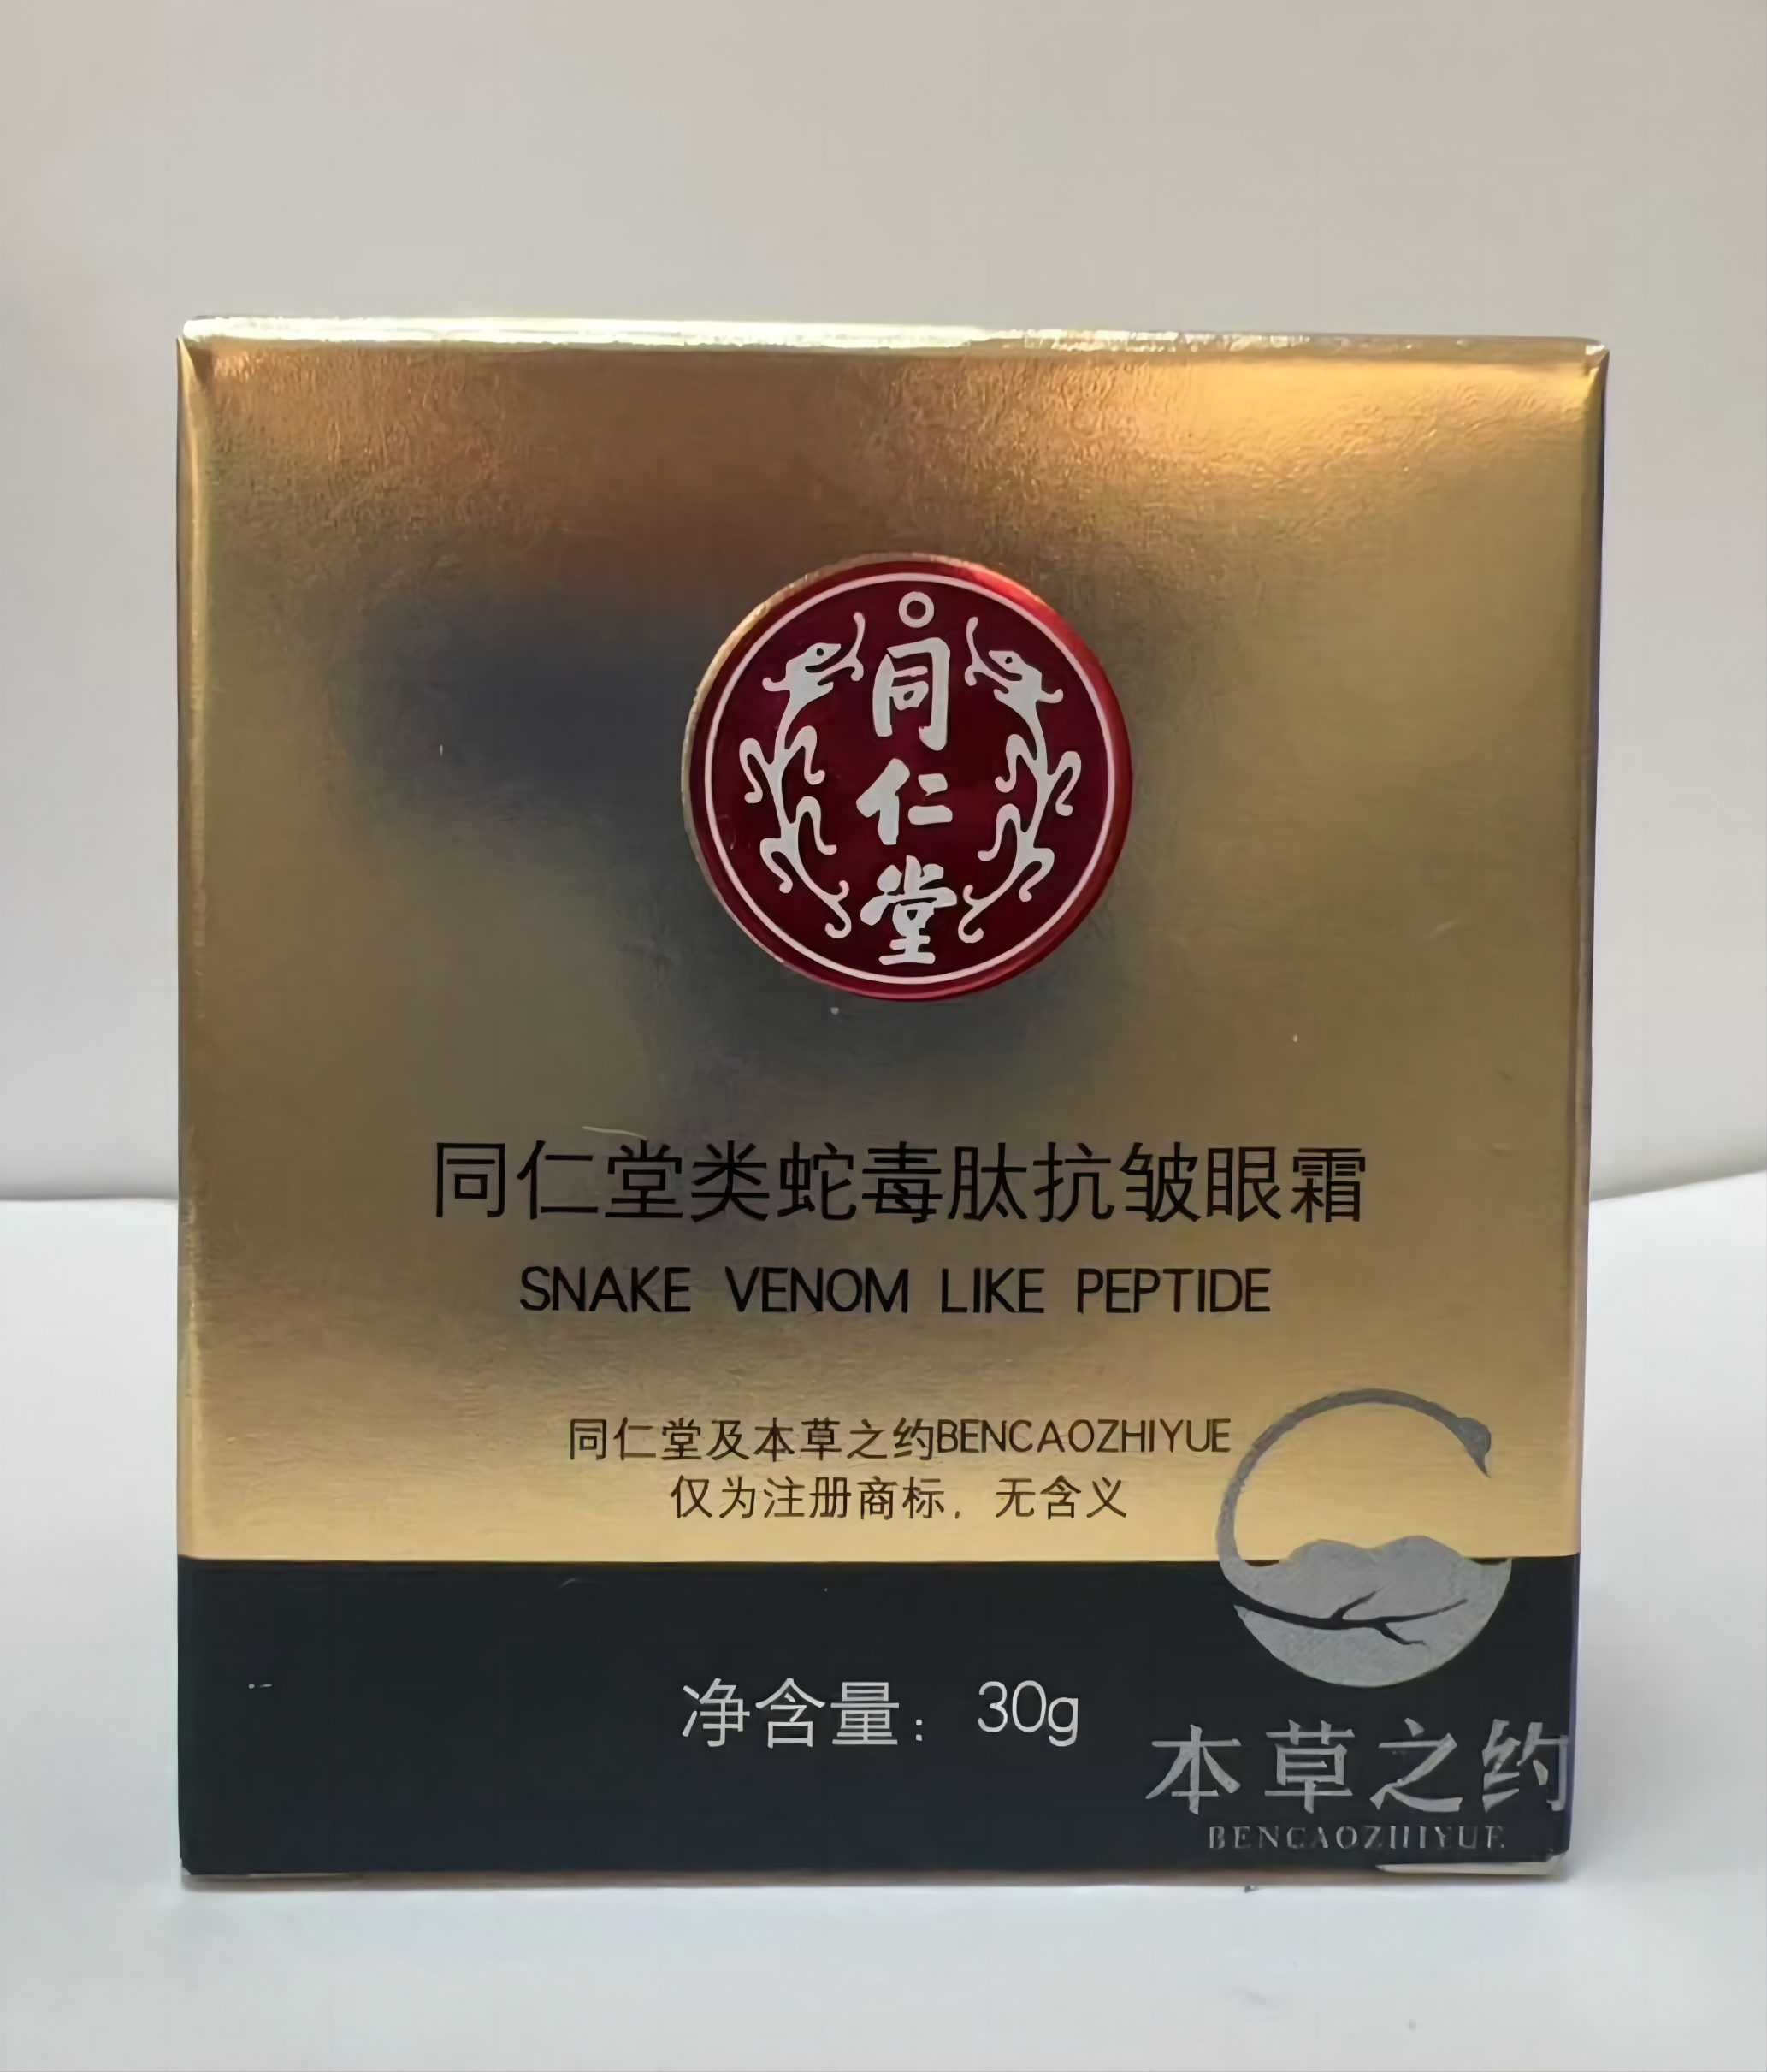 同仁堂
同仁堂类蛇毒肽抗皱眼霜
SNAKE VENOM LIKE PEPTIDE
同仁堂及本草之约BENCAOZHIYUE
仅为注册商标，无含义
净含量：30g
本草之约
BENCAOZHIYUE